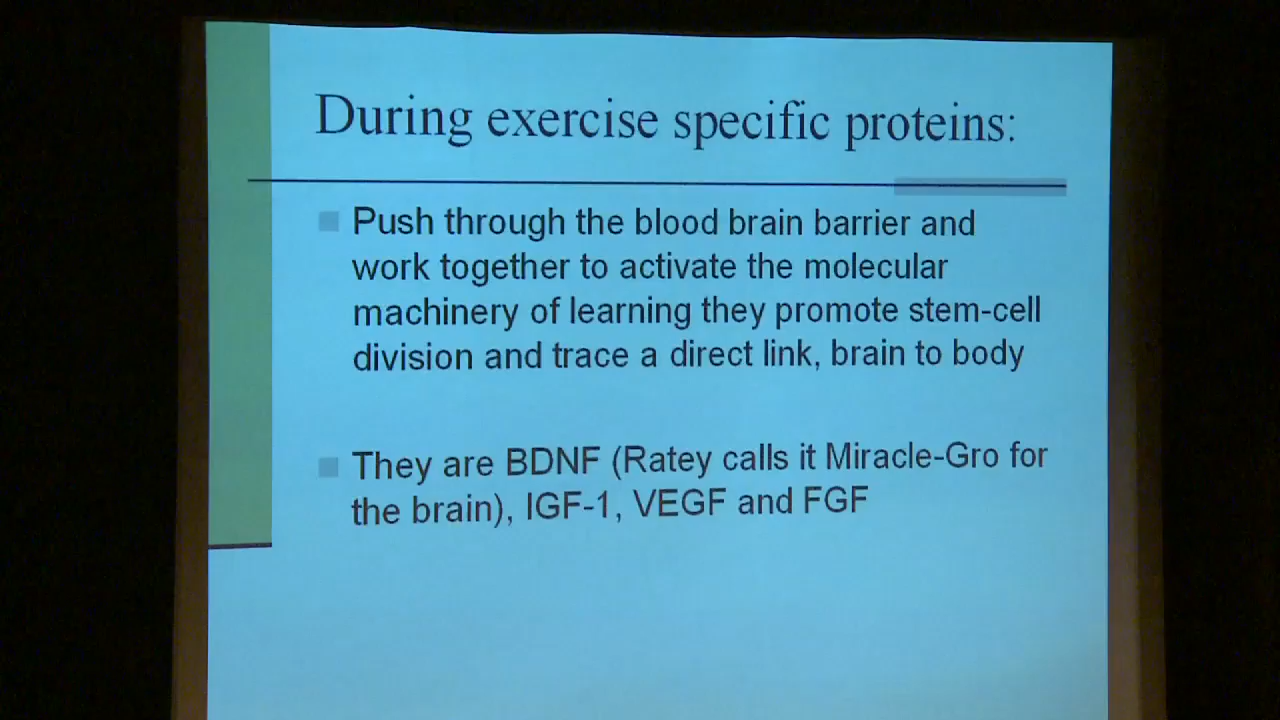 During exercise specific proteins:
Push through the blood brain barrier and
work together to activate the molecular
machinery of learning they promote stem-cell
division and trace a direct link, brain to body
They are BDNF (Ratey calls it Miracle-Gro for
the brain), IGF-1, VEGF and FGF